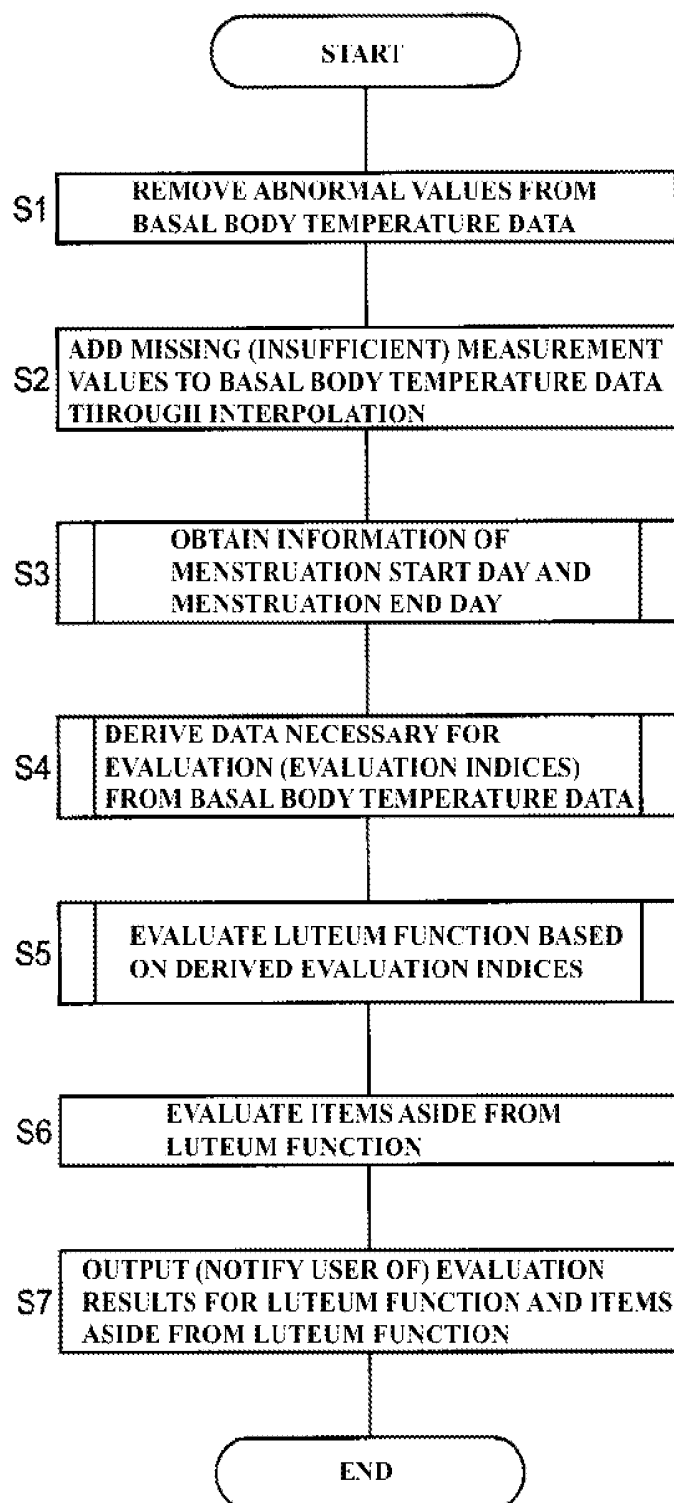 START
S1
REMOVE ABNORMAL VALUES FROM
BASAL BODY TEMPERATURE DATA
S2
ADD MISSING (INSUFFICIENT) MEASUREMENT
VALUES TO BASAL BODY TEMPERATURE DATA
THROUGH INTERPOLATION
S3
OBTAIN INFORMATION OF
MENSTRUATION START DAY AND
MENSTRUATION END DAY
S4
DERIVE DATA NECESSARY FOR
EVALUATION (EVALUATION INDICES)
FROM BASAL BODY TEMPERATURE DATA
S5
EVALUATE LUTEUM FUNCTION BASED
ON DERIVED EVALUATION INDICES
S6
EVALUATE ITEMS ASIDE FROM
LUTEUM FUNCTION
S7
OUTPUT (NOTIFY USER OF) EVALUATION
RESULTS FOR LUTEUM FUNCTION AND ITEMS
ASIDE FROM LUTEUM FUNCTION
END